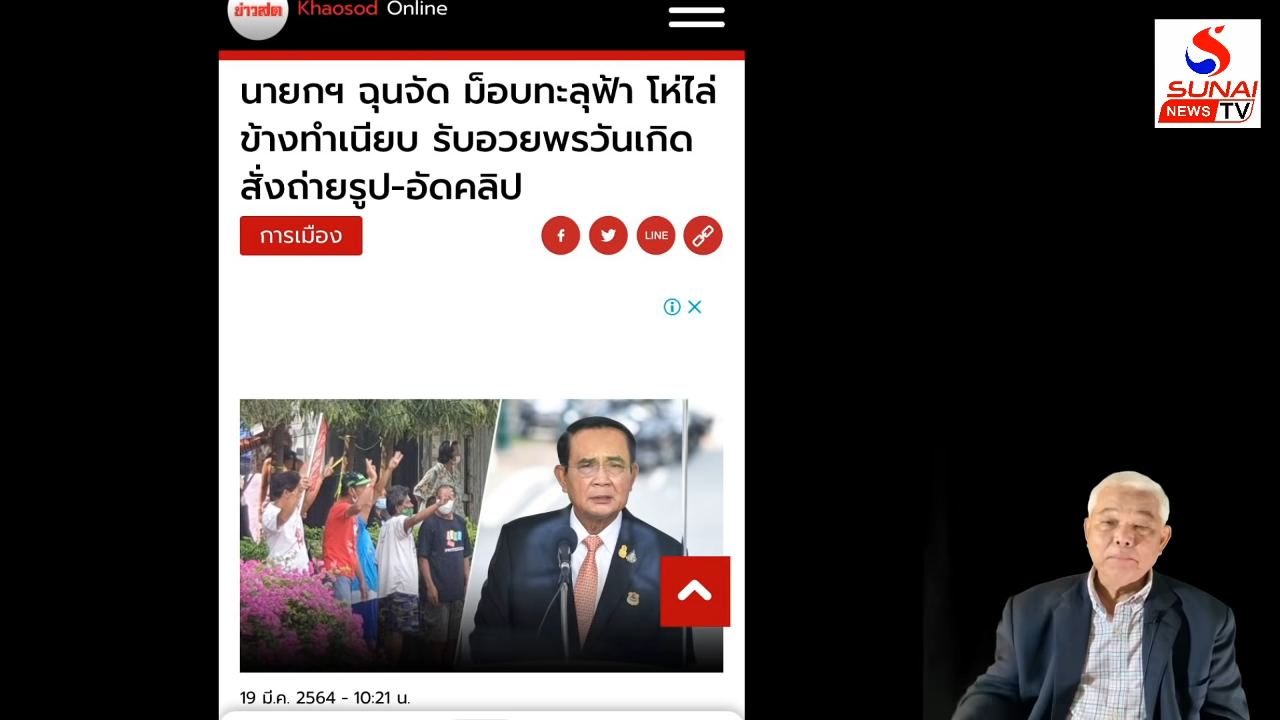 ข่าวสด
Khaosod Online
SUNAI
NEWS TV
นายกฯ ฉุนจัด ม็อบทะลุฟ้า โห่ไล่
ข้างทำเนียบ รับอวยพรวันเกิด
สั่งถ่ายรูป-อัดคลิป
การเมือง
LINE
19 มี.ค. 2564 - 10:21 น.